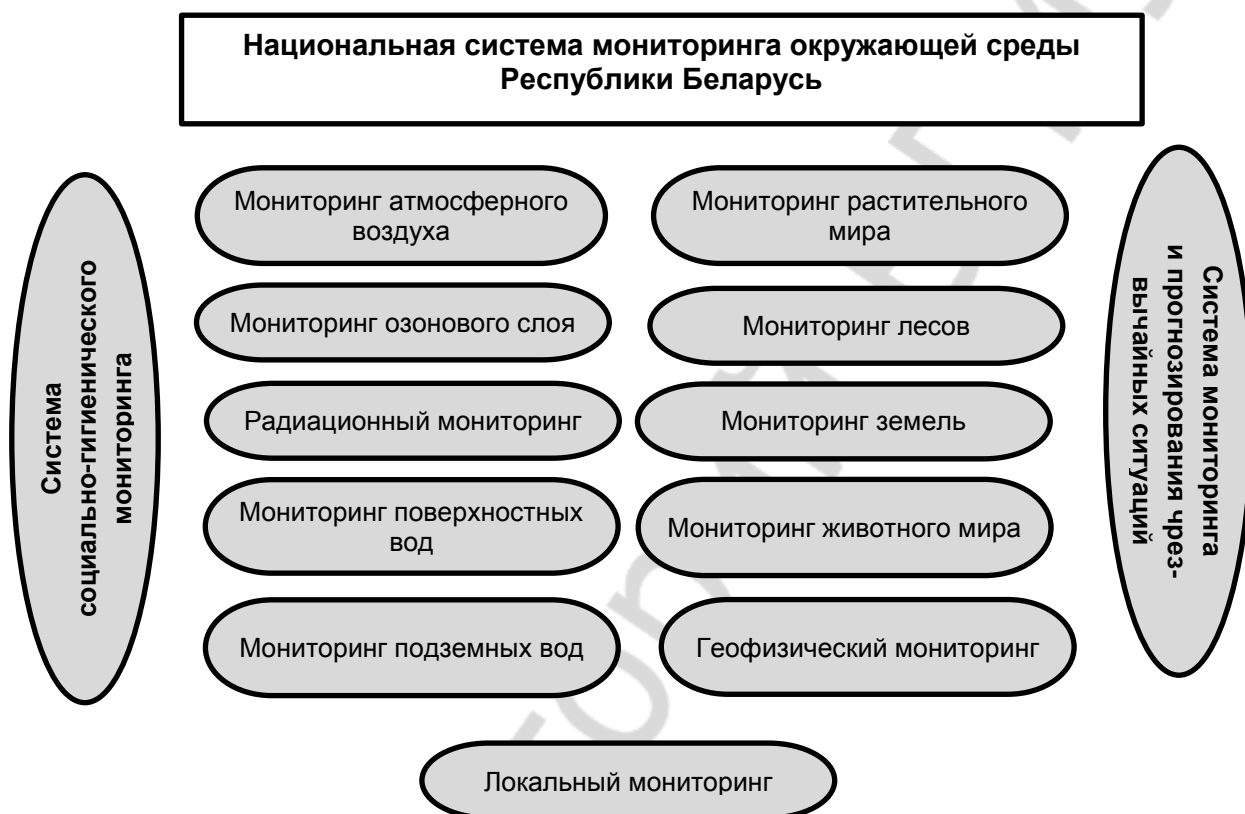 Национальная система мониторинга окружающей среды
Республики Беларусь
Система
социально-гигиенического
мониторинга
Мониторинг атмосферного
воздуха
Мониторинг озонового слоя
Радиационный мониторинг
Мониторинг поверхностных
вод
Мониторинг подземных вод
Мониторинг растительного
мира
Мониторинг лесов
Мониторинг земель
Мониторинг животного мира
Геофизический мониторинг
Система мониторинга
и прогнозирования чрез-
вычайных ситуаций
Локальный мониторинг